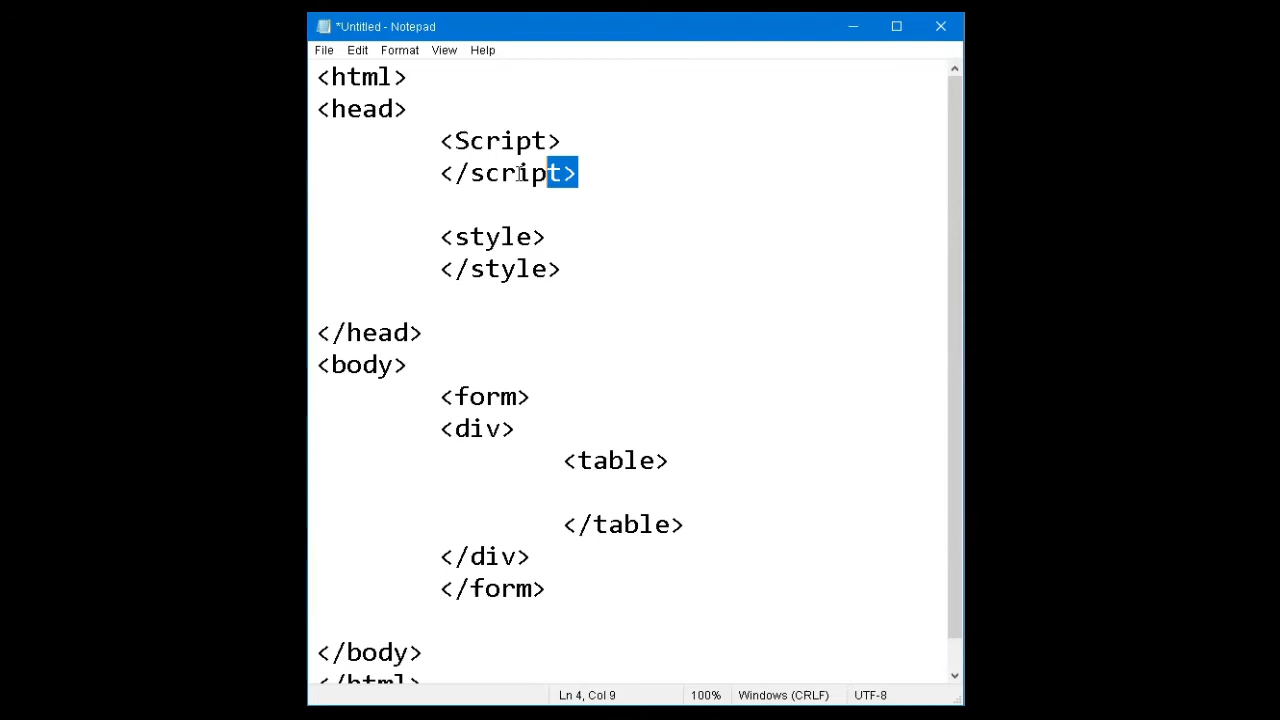 *Untitled - Notepad
File Edit Format View Help
<html>
<head>
<Script>
</script>
<style>
</style>
</head>
<body>
<form>
<div>
<table>
</table>
</div>
</form>
</body>
</html>
Ln 4, Col 9 100% Windows (CRLF) UTF-8